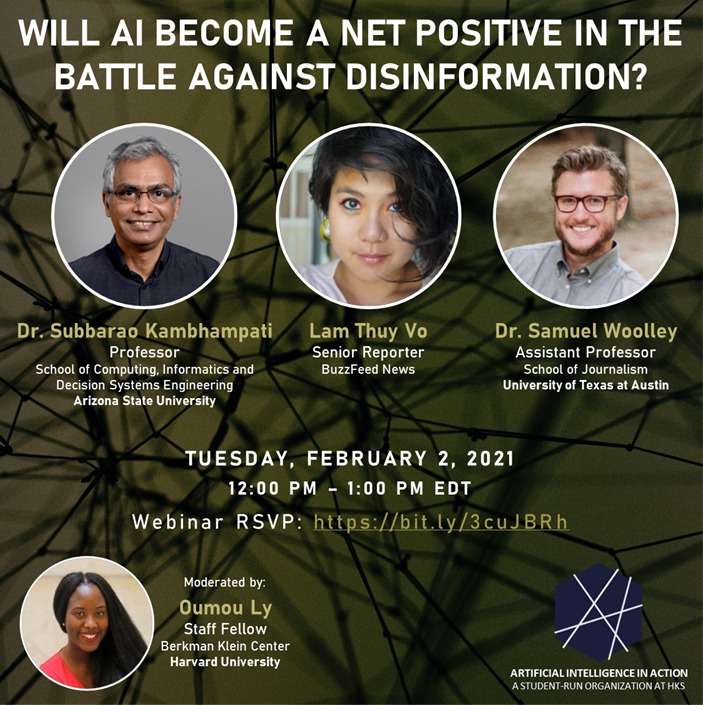 WILL AI BECOME A NET POSITIVE IN THE
BATTLE AGAINST DISINFORMATION?
Dr. Subbarao Kambhampati
Professor
School of Computing, Informatics and
Decision Systems Engineering
Arizona State University
Lam Thuy Vo
Senior Reporter
BuzzFeed News
Dr. Samuel Woolley
Assistant Professor
School of Journalism
University of Texas at Austin
TUESDAY, FEBRUARY 2, 2021
12:00 PM – 1:00 PM EDT
Webinar RSVP: https://bit.ly/3cuJBRh
Moderated by:
Oumou Ly
Staff Fellow
Berkman Klein Center
Harvard University
ARTIFICIAL INTELLIGENCE IN ACTION
A STUDENT-RUN ORGANIZATION AT HKS